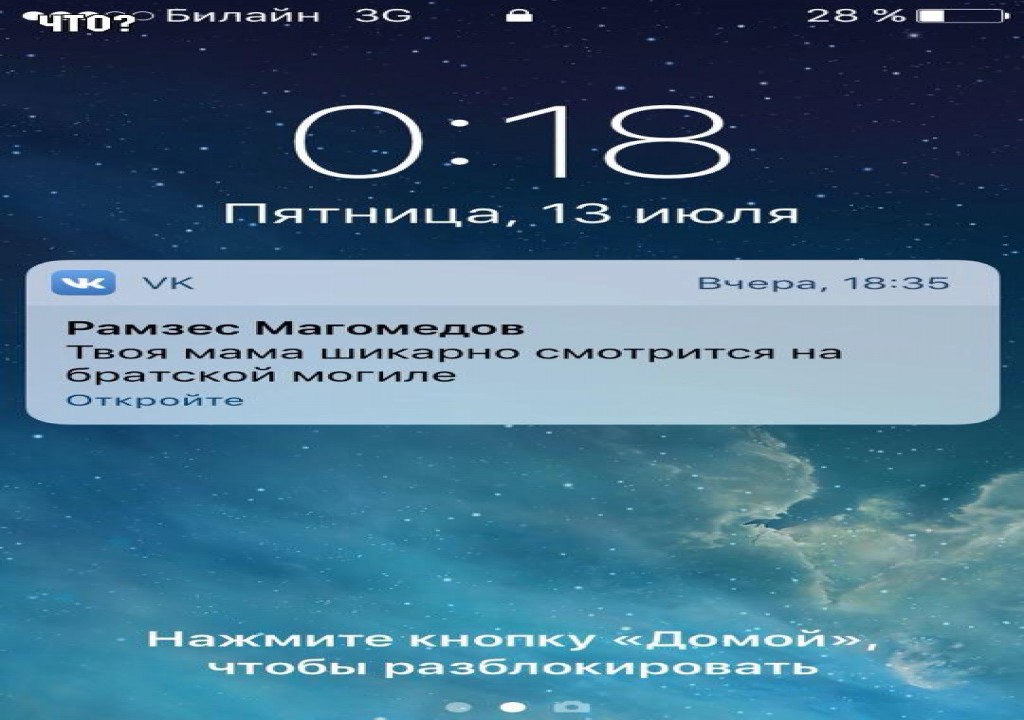 ЧТО?
Билайн 3G 28 %
0:18
Пятница, 13 июля
VK Вчера, 18:35
Рамзес Магомедов
Твоя мама шикарно смотрится на
братской могиле
Откройте
Нажмите кнопку «Домой»,
чтобы разблокировать